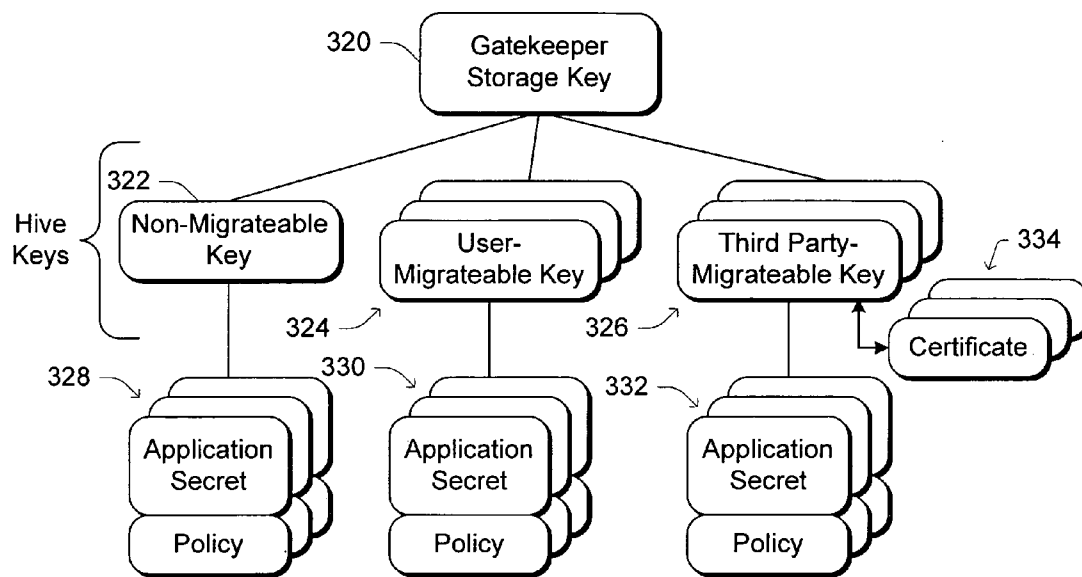 320
Gatekeeper
Storage Key
322
Hive
Keys
Non-Migrateable
Key
User-
Migrateable Key
Third Party-
Migrateable Key
334
324
326
Certificate
328
330
332
Application
Secret
Application
Secret
Application
Secret
Policy
Policy
Policy